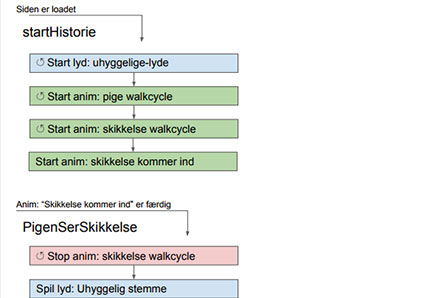 Siden er loadet
startHistorie
↺ Start lyd: uhyggelige-lyde
↺ Start anim: pige walkcycle
↺ Start anim: skikkelse walkcycle
Start anim: skikkelse kommer ind
Anim: “Skikkelse kommer ind” er færdig
PigenSerSkikkelse
↺ Stop anim: skikkelse walkcycle
Spil lyd: Uhyggelig stemme